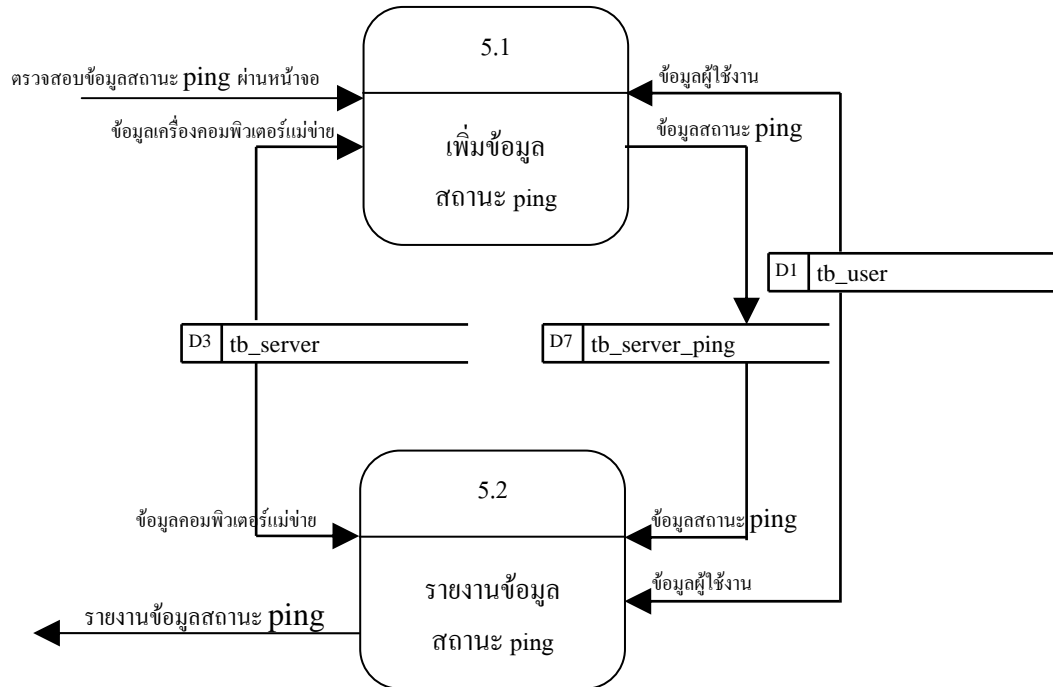 5.1
ตรวจสอบข้อมูลสถานะ ping ผ่านหน้าจอ
ข้อมูลผู้ใช้งาน
ข้อมูลเครื่องคอมพิวเตอร์แม่ข่าย
ข้อมูลสถานะ ping
เพิ่มข้อมูล
สถานะ ping
D1 tb_user
D3 tb_server
D7 tb_server_ping
5.2
ข้อมูลคอมพิวเตอร์แม่ข่าย
ข้อมูลสถานะ ping
ข้อมูลผู้ใช้งาน
รายงานข้อมูล
สถานะ ping
รายงานข้อมูลสถานะ ping